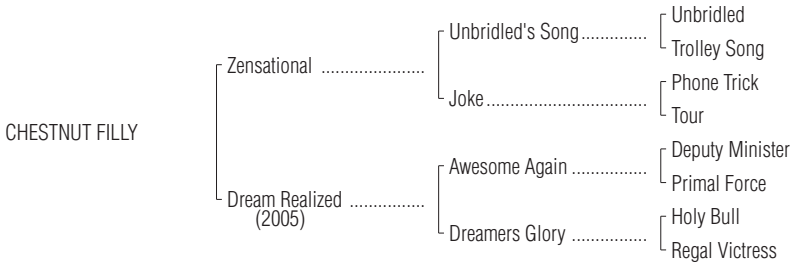 Unbridled
Unbridled's Song ..............
Trolley Song
Zensational ......................
Phone Trick
Joke..................................
Tour
CHESTNUT FILLY
Deputy Minister
Awesome Again ................
Primal Force
Dream Realized ................
(2005)
Holy Bull
Dreamers Glory ................
Regal Victress